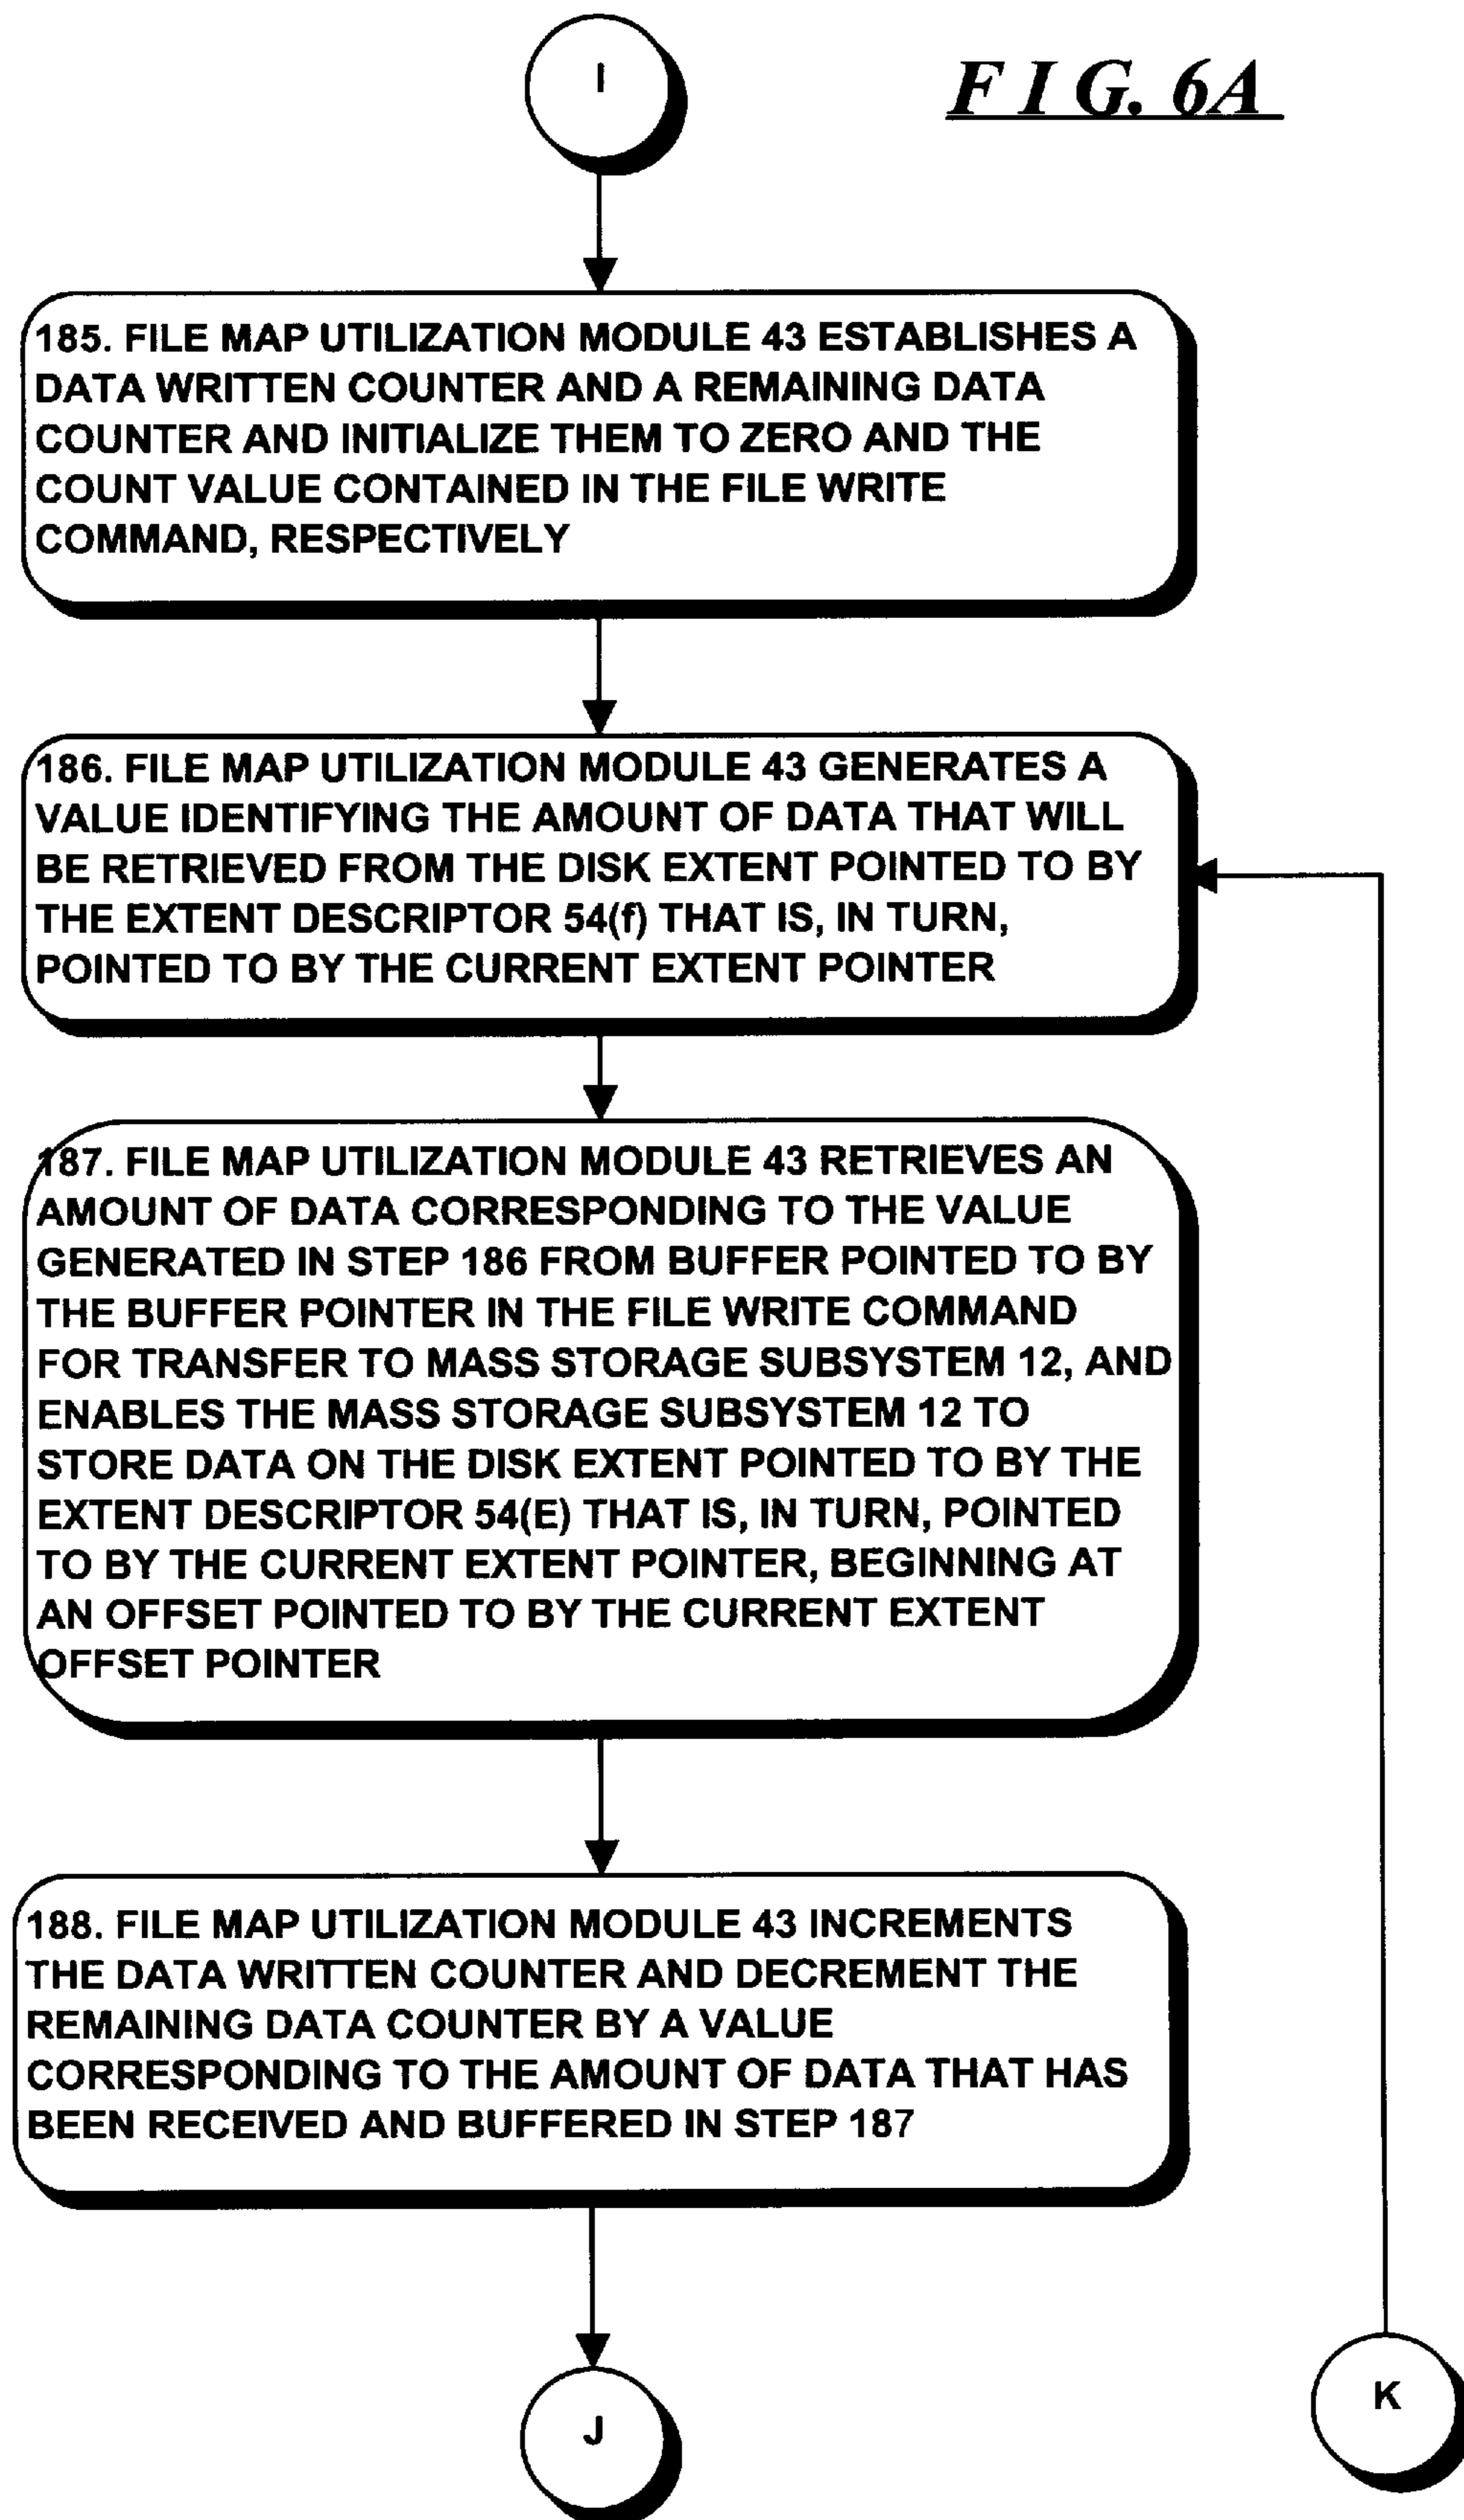 I
FIG. 6A
185. FILE MAP UTILIZATION MODULE 43 ESTABLISHES A
DATA WRITTEN COUNTER AND A REMAINING DATA
COUNTER AND INITIALIZE THEM TO ZERO AND THE
COUNT VALUE CONTAINED IN THE FILE WRITE
COMMAND, RESPECTIVELY
186. FILE MAP UTILIZATION MODULE 43 GENERATES A
VALUE IDENTIFYING THE AMOUNT OF DATA THAT WILL
BE RETRIEVED FROM THE DISK EXTENT POINTED TO BY
THE EXTENT DESCRIPTOR 54(f) THAT IS, IN TURN,
POINTED TO BY THE CURRENT EXTENT POINTER
187. FILE MAP UTILIZATION MODULE 43 RETRIEVES AN
AMOUNT OF DATA CORRESPONDING TO THE VALUE
GENERATED IN STEP 186 FROM BUFFER POINTED TO BY
THE BUFFER POINTER IN THE FILE WRITE COMMAND
FOR TRANSFER TO MASS STORAGE SUBSYSTEM 12, AND
ENABLES THE MASS STORAGE SUBSYSTEM 12 TO
STORE DATA ON THE DISK EXTENT POINTED TO BY THE
EXTENT DESCRIPTOR 54(E) THAT IS, IN TURN, POINTED
TO BY THE CURRENT EXTENT POINTER, BEGINNING AT
AN OFFSET POINTED TO BY THE CURRENT EXTENT
OFFSET POINTER
188. FILE MAP UTILIZATION MODULE 43 INCREMENTS
THE DATA WRITTEN COUNTER AND DECREMENT THE
REMAINING DATA COUNTER BY A VALUE
CORRESPONDING TO THE AMOUNT OF DATA THAT HAS
BEEN RECEIVED AND BUFFERED IN STEP 187
J
K